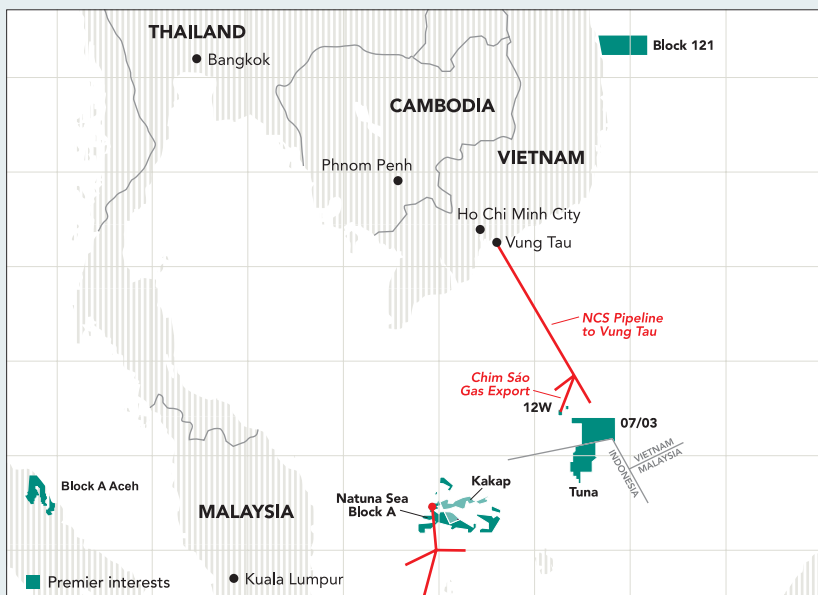 THAILAND
Bangkok
Block 121
CAMBODIA
VIETNAM
Phnom Penh
Ho Chi Minh City
Vung Tau
NCS Pipeline
to Vung Tau
Chim Sáo
Gas Export
12W
07/03
VIETNAM
MALAYSIA
INDONESIA
Tuna
Kakap
Natuna Sea
Block A
Block A Aceh
MALAYSIA
Premier interests
Kuala Lumpur